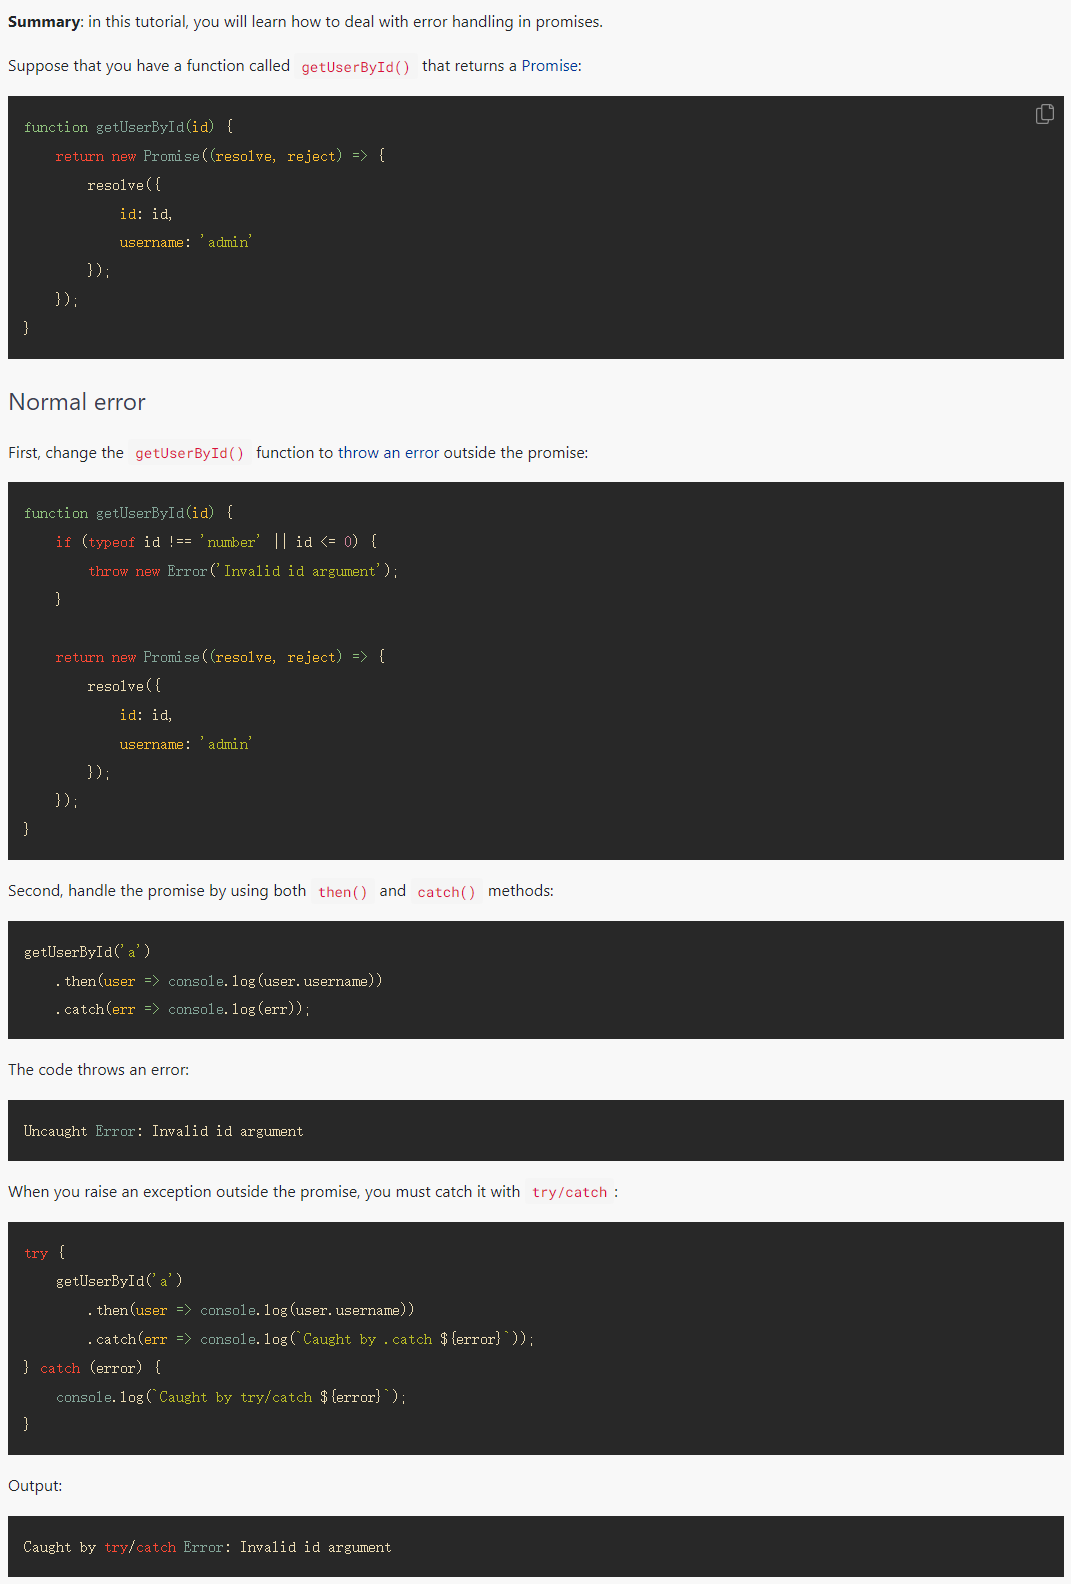 Summary: in this tutorial, you will learn how to deal with error handling in promises.
Suppose that you have a function called getUserById() that returns a Promise:
function getUserById(id) {
    return new Promise((resolve, reject) => {
        resolve({
            id: id,
            username: 'admin'
        });
    });
}
Normal error
First, change the getUserById() function to throw an error outside the promise:
function getUserById(id) {
    if (typeof id !== 'number' || id <= 0) {
        throw new Error('Invalid id argument');
    }

    return new Promise((resolve, reject) => {
        resolve({
            id: id,
            username: 'admin'
        });
    });
}
Second, handle the promise by using both then() and catch() methods:
getUserById('a')
    .then(user => console.log(user.username))
    .catch(err => console.log(err));
The code throws an error:
Uncaught Error: Invalid id argument
When you raise an exception outside the promise, you must catch it with try/catch :
try {
    getUserById('a')
        .then(user => console.log(user.username))
        .catch(err => console.log(`Caught by .catch ${error}`));
} catch (error) {
    console.log(`Caught by try/catch ${error}`);
}
Output:
Caught by try/catch Error: Invalid id argument